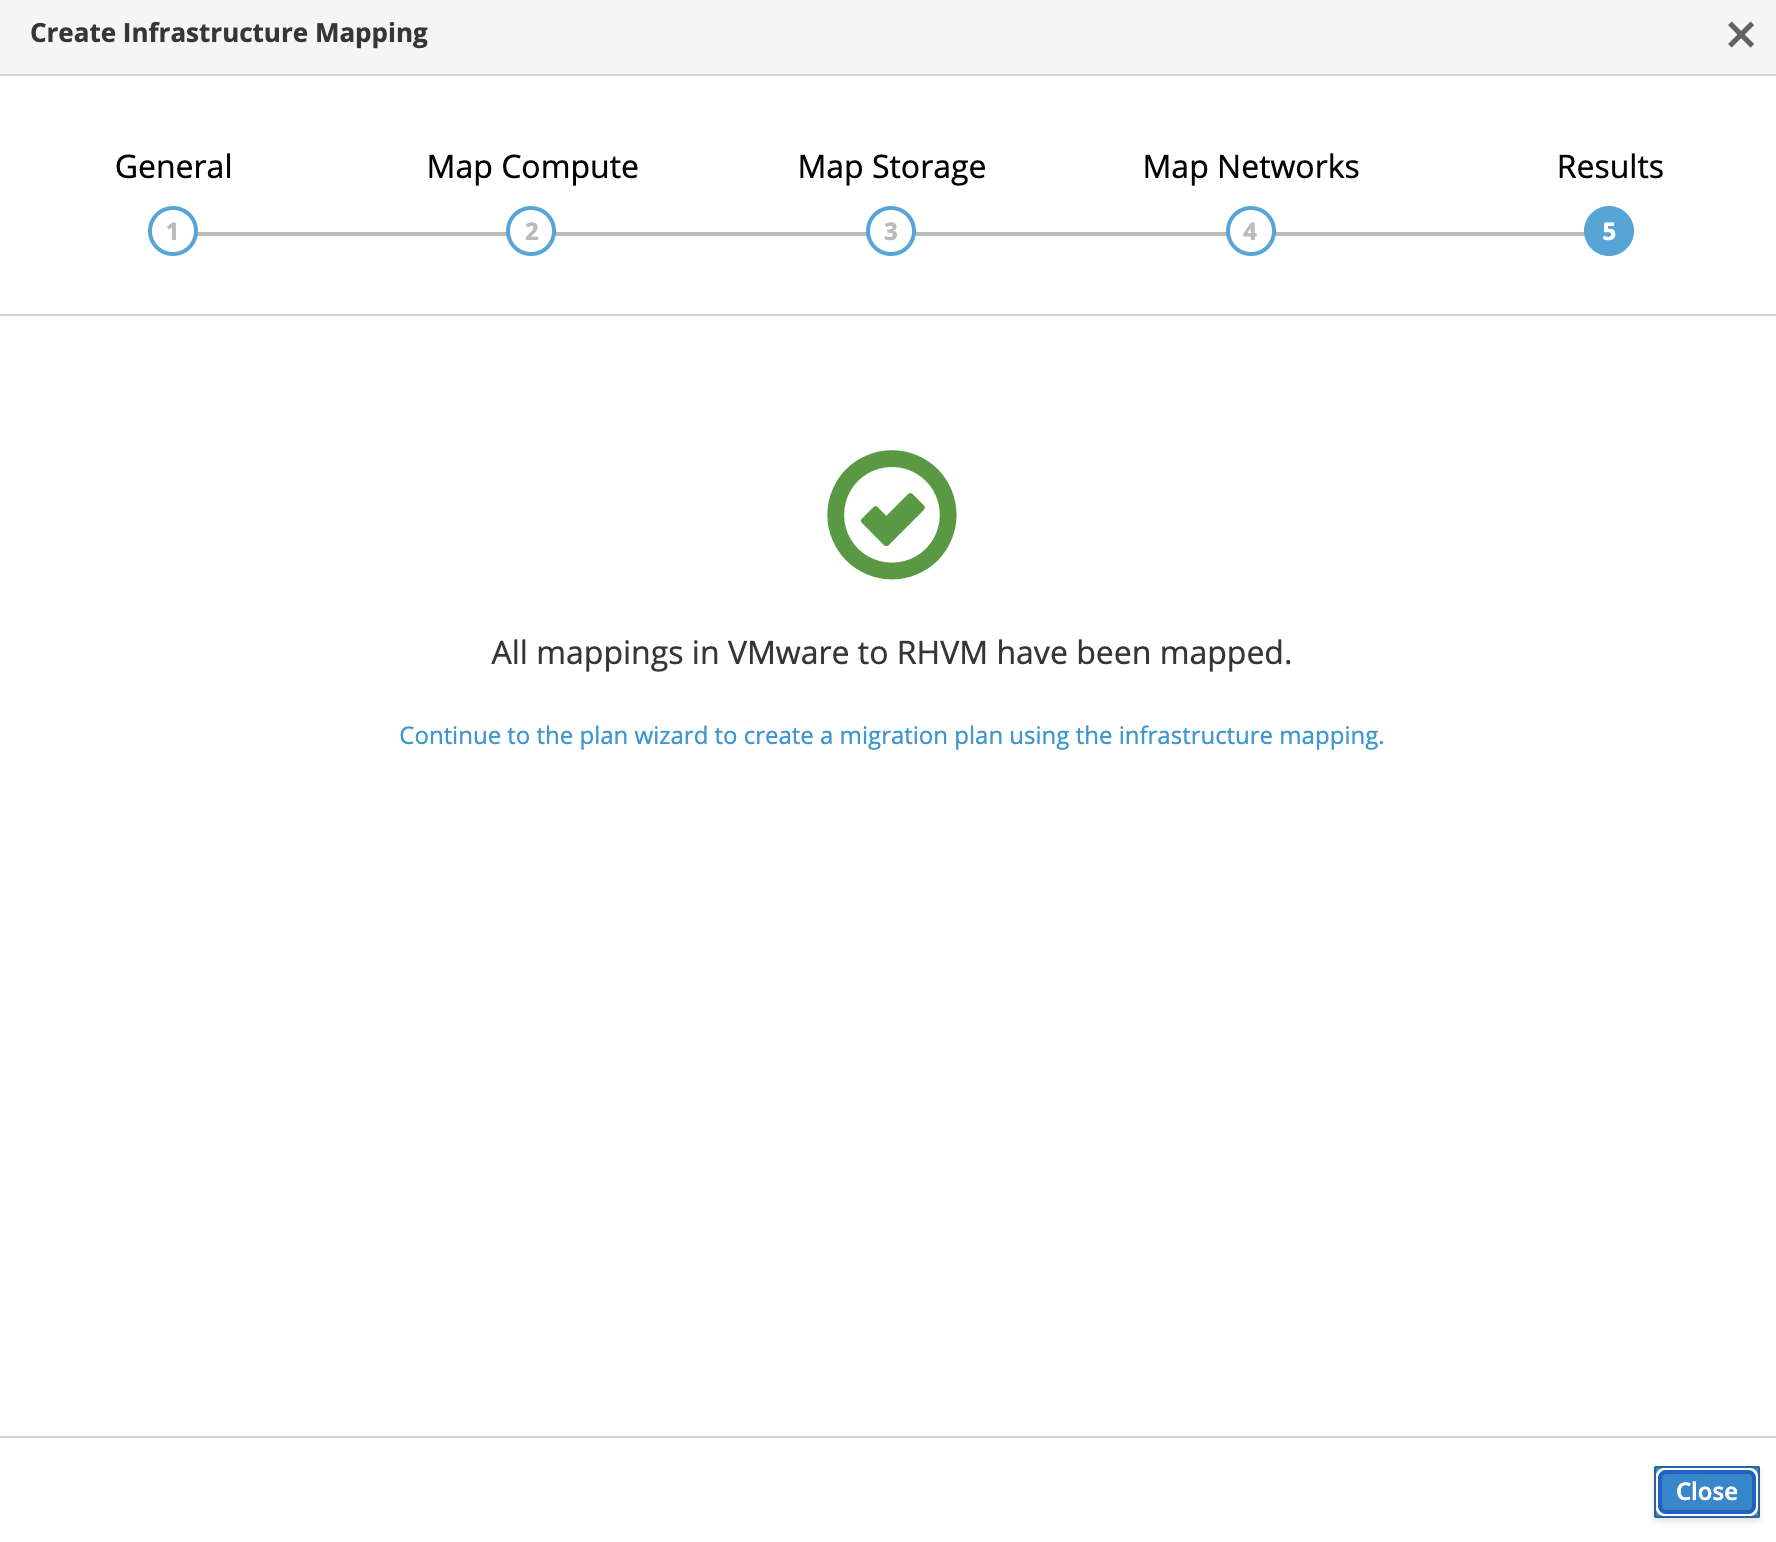 Create Infrastructure Mapping
General
Map Compute
Map Storage
Map Networks
Results
1
2
3
4
5
All mappings in VMware to RHVM have been mapped.
Continue to the plan wizard to create a migration plan using the infrastructure mapping.
Close